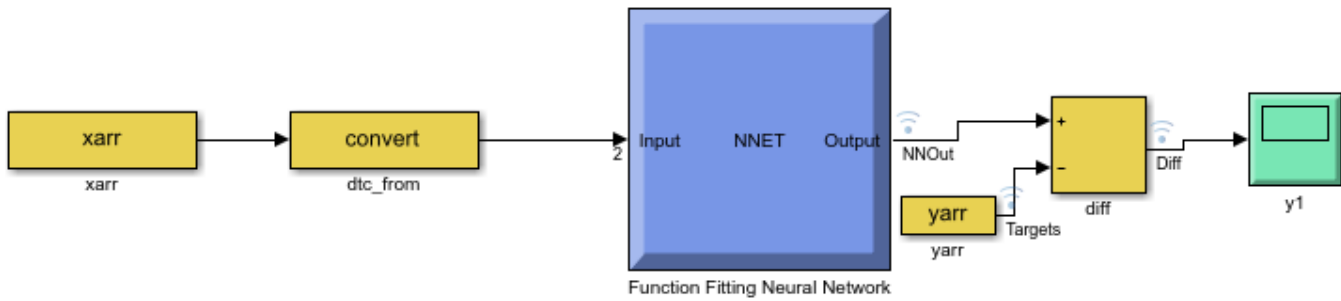 xarr
xarr
convert
dtc_from
2
Input
NNET
Output
Function Fitting Neural Network
NNOut
yarr
yarr
Targets
+
−
diff
Diff
y1